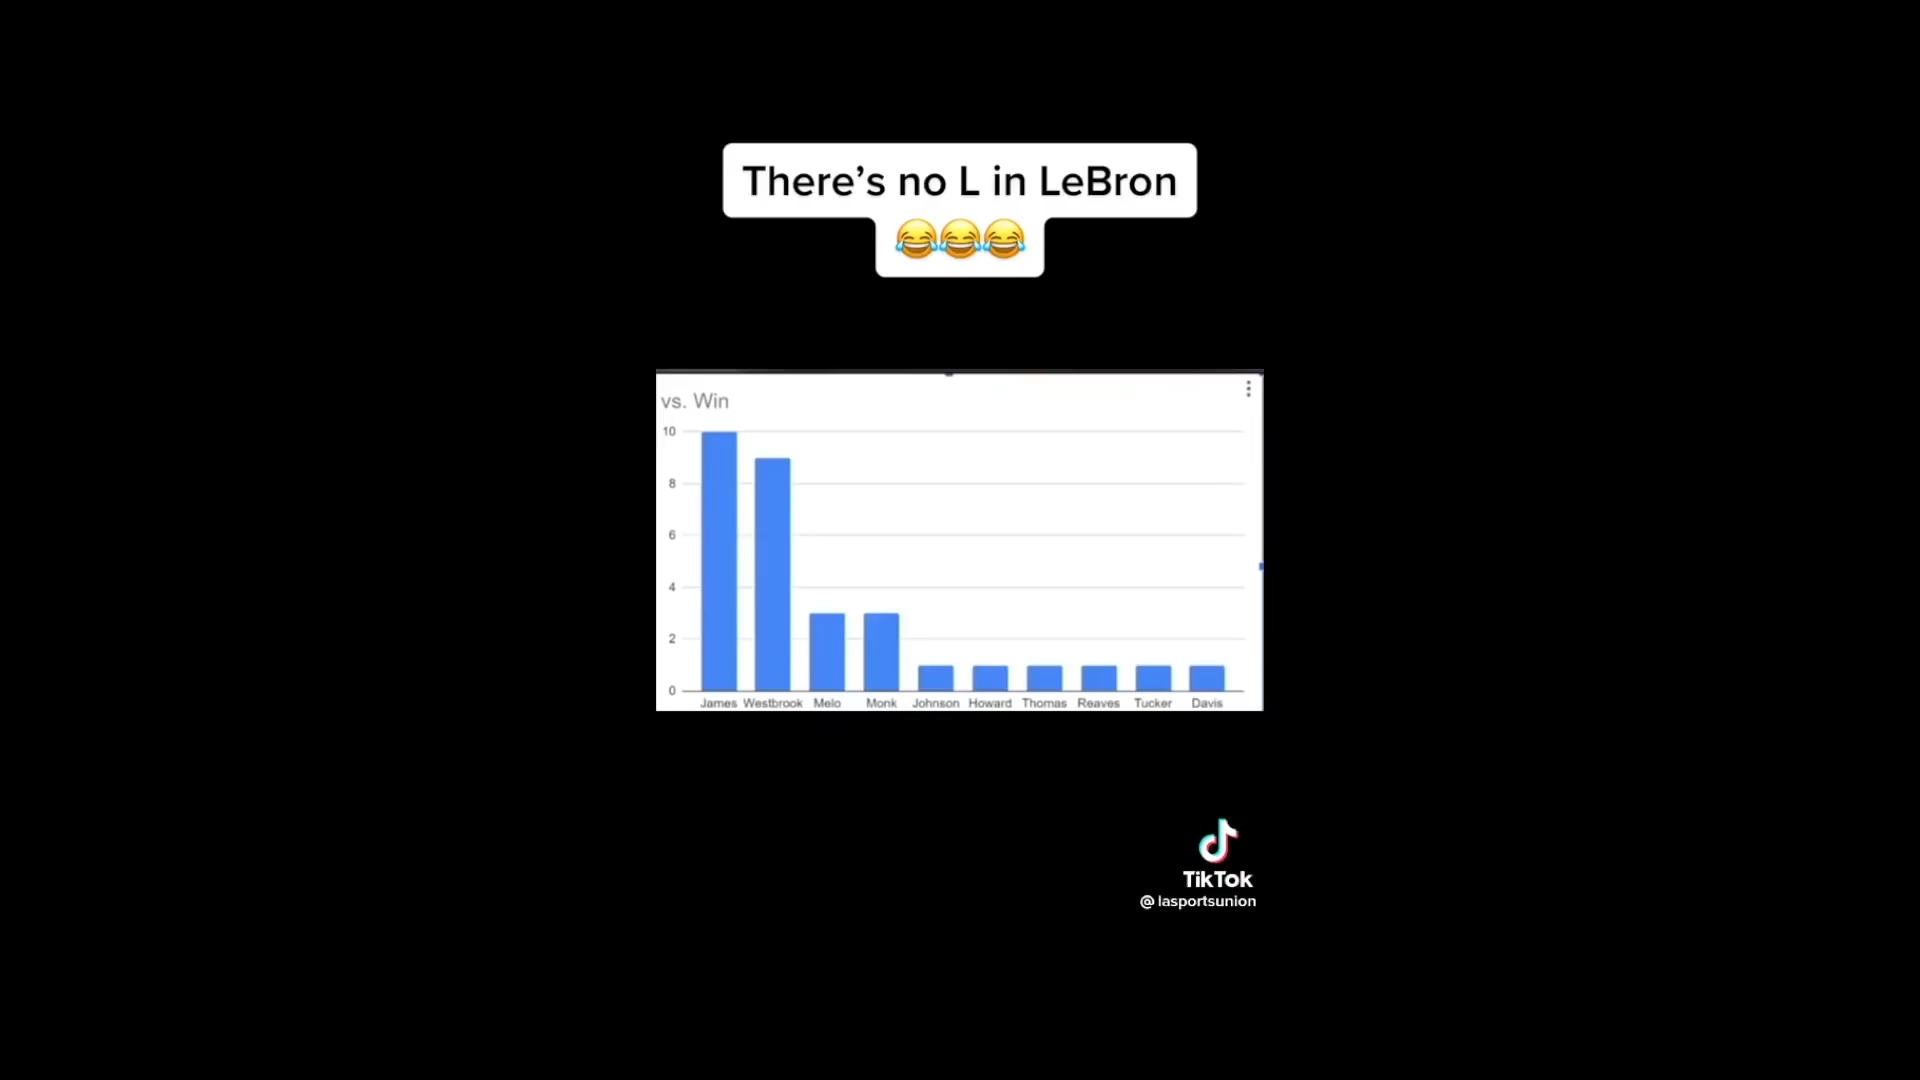 There’s no L in LeBron
😂😂😂
vs. Win
10
8
6
4
2
0
James Westbrook Melo Monk Johnson Howard Thomas Reaves Tucker Davis
TikTok
@lasportsunion